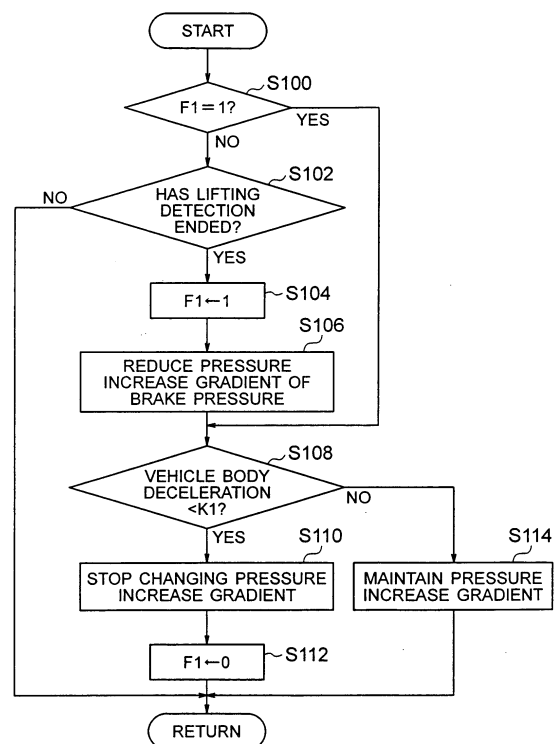 START
S100
F1=1?
YES
NO
S102
NO
HAS LIFTING
DETECTION
ENDED?
YES
F1←1
S104
S106
REDUCE PRESSURE
INCREASE GRADIENT OF
BRAKE PRESSURE
S108
VEHICLE BODY
DECELERATION
<K1?
NO
YES
S110
S114
STOP CHANGING PRESSURE
INCREASE GRADIENT
MAINTAIN PRESSURE
INCREASE GRADIENT
F1←0
S112
RETURN